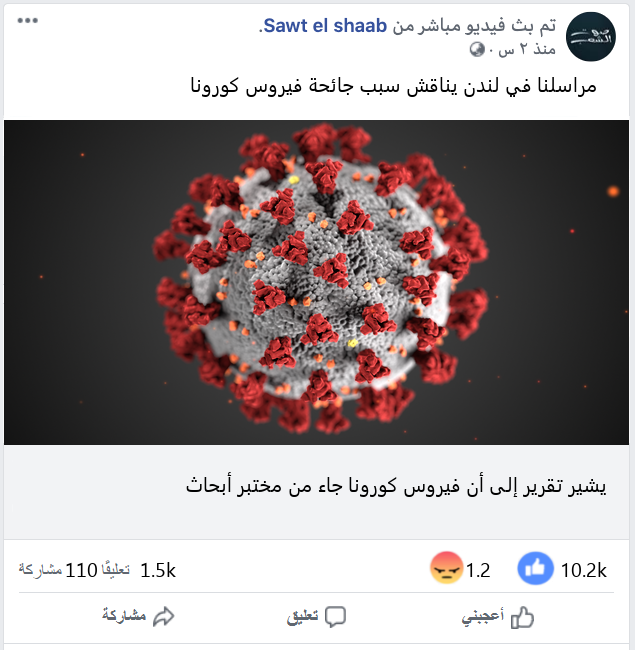 تم بث فيديو مباشر من Sawt el shaab.
منذ ٢ س ·
مراسلنا في لندن يناقش سبب جائحة فيروس كورونا
يشير تقرير إلى أن فيروس كورونا جاء من مختبر أبحاث
10.2k 1.2 1.5k تعليقًا 110 مشاركة
أعجبني تعليق مشاركة